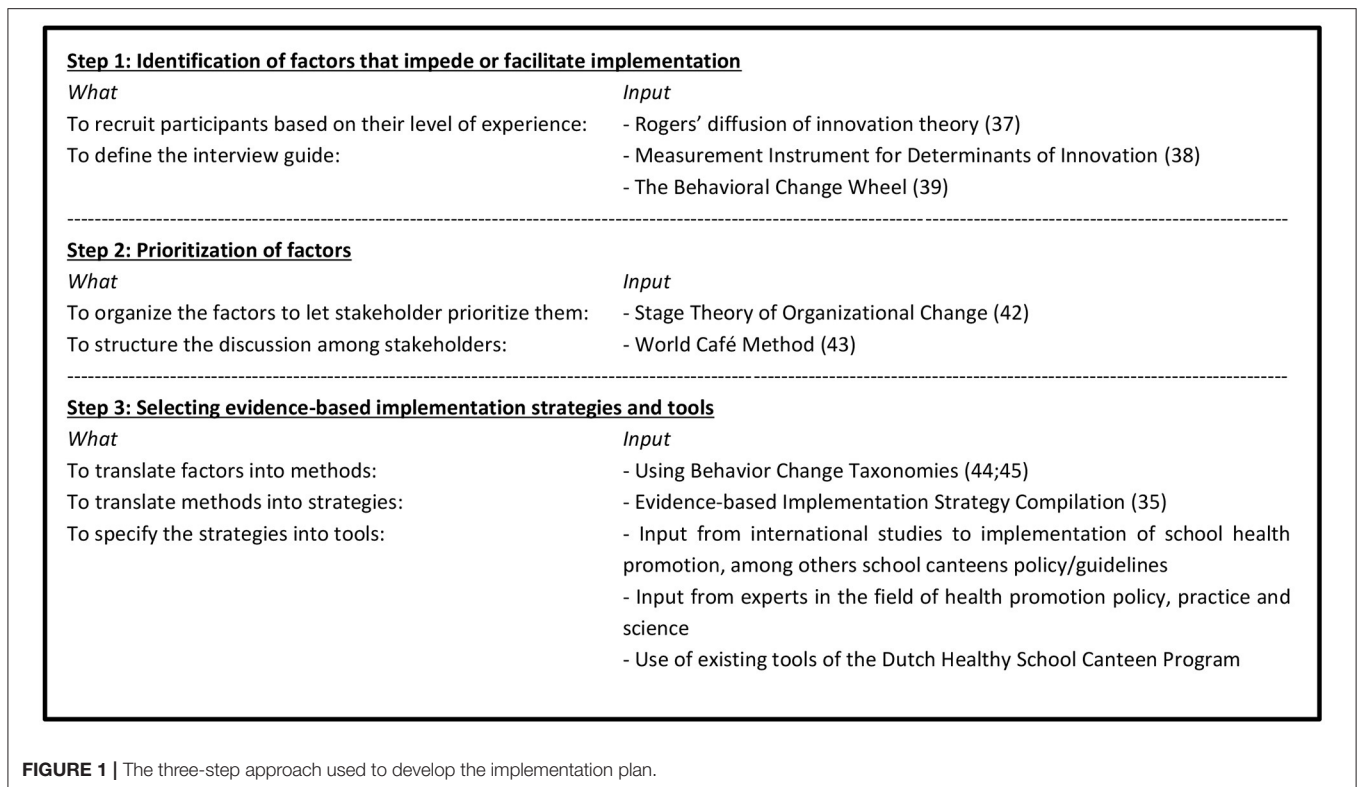 Step 1: Identification of factors that impede or facilitate implementation
What Input
To recruit participants based on their level of experience: - Rogers’ diffusion of innovation theory (37)
To define the interview guide: - Measurement Instrument for Determinants of Innovation (38)
- The Behavioral Change Wheel (39)
Step 2: Prioritization of factors
What Input
To organize the factors to let stakeholder prioritize them: - Stage Theory of Organizational Change (42)
To structure the discussion among stakeholders: - World Café Method (43)
Step 3: Selecting evidence-based implementation strategies and tools
What Input
To translate factors into methods: - Using Behavior Change Taxonomies (44;45)
To translate methods into strategies: - Evidence-based Implementation Strategy Compilation (35)
To specify the strategies into tools: - Input from international studies to implementation of school health
promotion, among others school canteens policy/guidelines
- Input from experts in the field of health promotion policy, practice and
science
- Use of existing tools of the Dutch Healthy School Canteen Program
FIGURE 1 | The three-step approach used to develop the implementation plan.